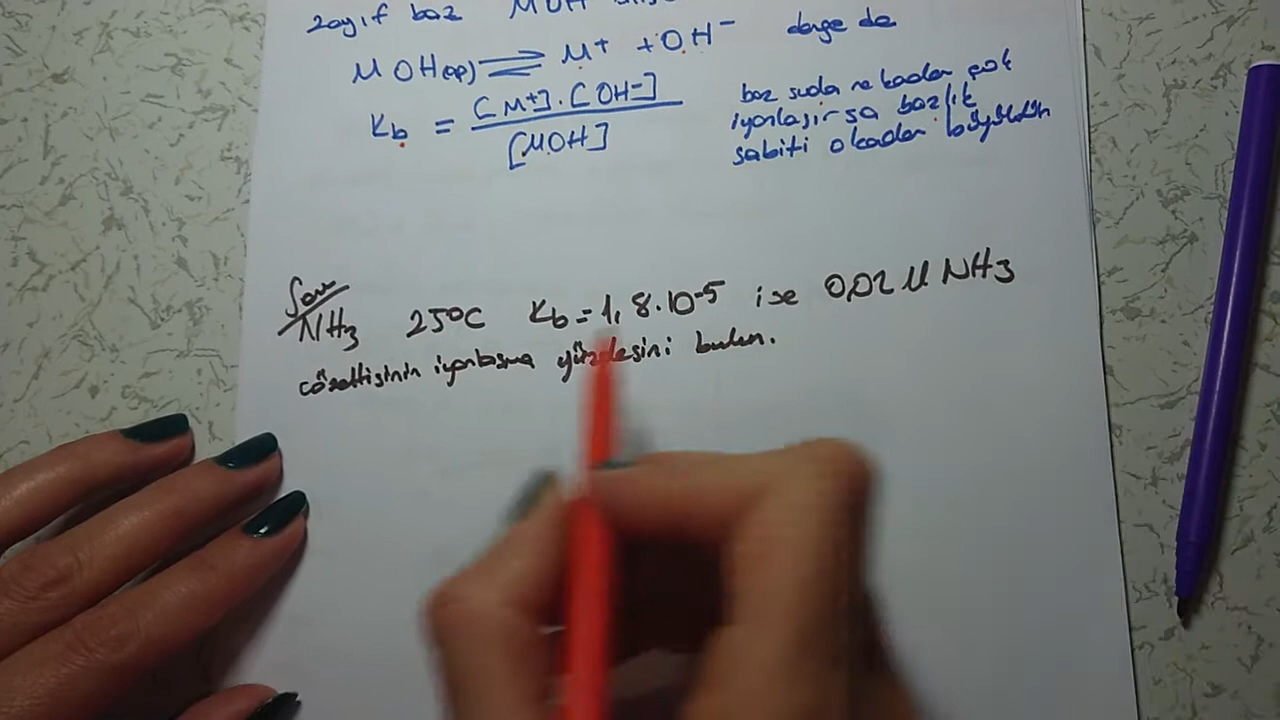 zayıf baz MOH
MOH(aq) ⇌ M+ + OH- denge de
Kb = [M+].[OH-] / [MOH]
baz suda ne kadar çok
iyonlaşırsa bazlık
sabiti o kadar büyüktür
Soru
NH3 25°C Kb = 1,8.10-5 ise 0,02 M NH3
çözeltisinin iyonlaşma yüzdesini bulun.